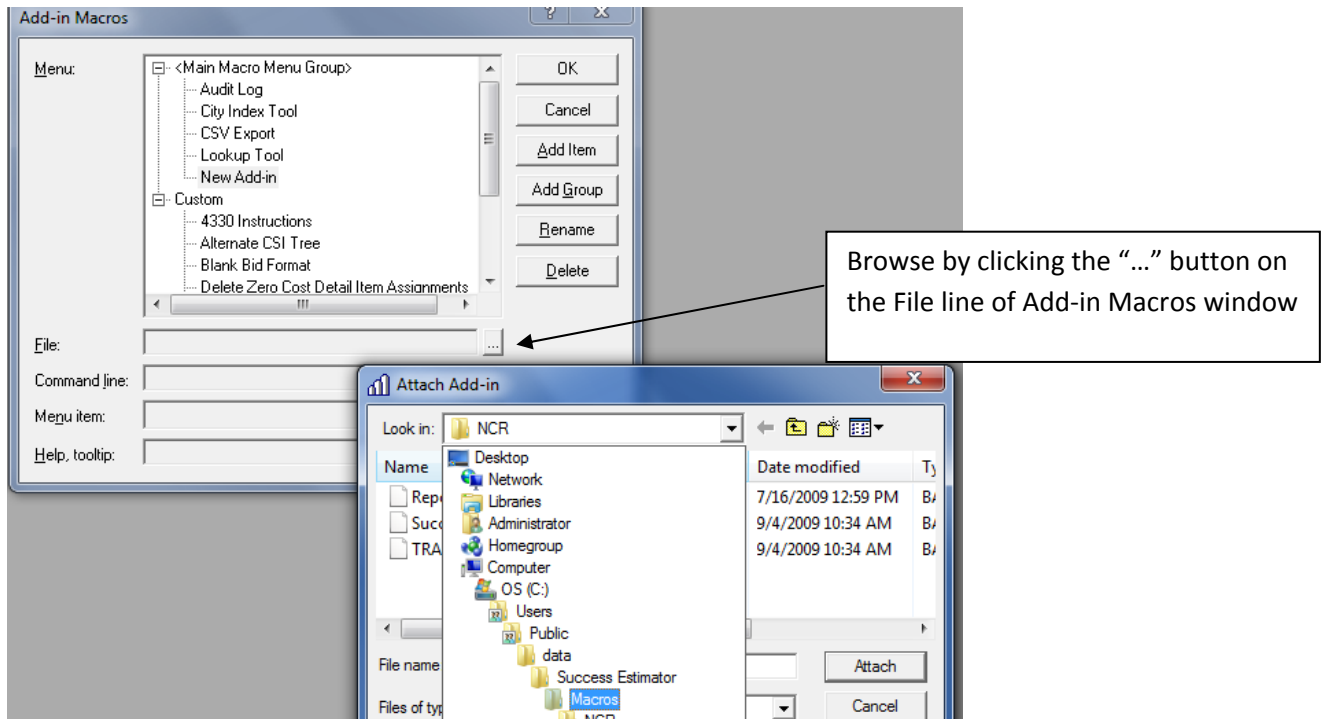 Add-in Macros
Menu:
<Main Macro Menu Group>
Audit Log
City Index Tool
CSV Export
Lookup Tool
New Add-in
Custom
4330 Instructions
Alternate CSI Tree
Blank Bid Format
Delete Zero Cost Detail Item Assignments
OK
Cancel
Add Item
Add Group
Rename
Delete
File:
...
Command line:
Menu item:
Help, tooltip:
Browse by clicking the “…” button on
the File line of Add-in Macros window
Attach Add-in
Look in: NCR
Name Date modified
7/16/2009 12:59 PM
9/4/2009 10:34 AM
TRA 9/4/2009 10:34 AM
Desktop
Network
Libraries
Administrator
Homegroup
Computer
OS (C:)
Users
Public
data
Success Estimator
Macros
NCR
File name
Attach
Files of
Cancel